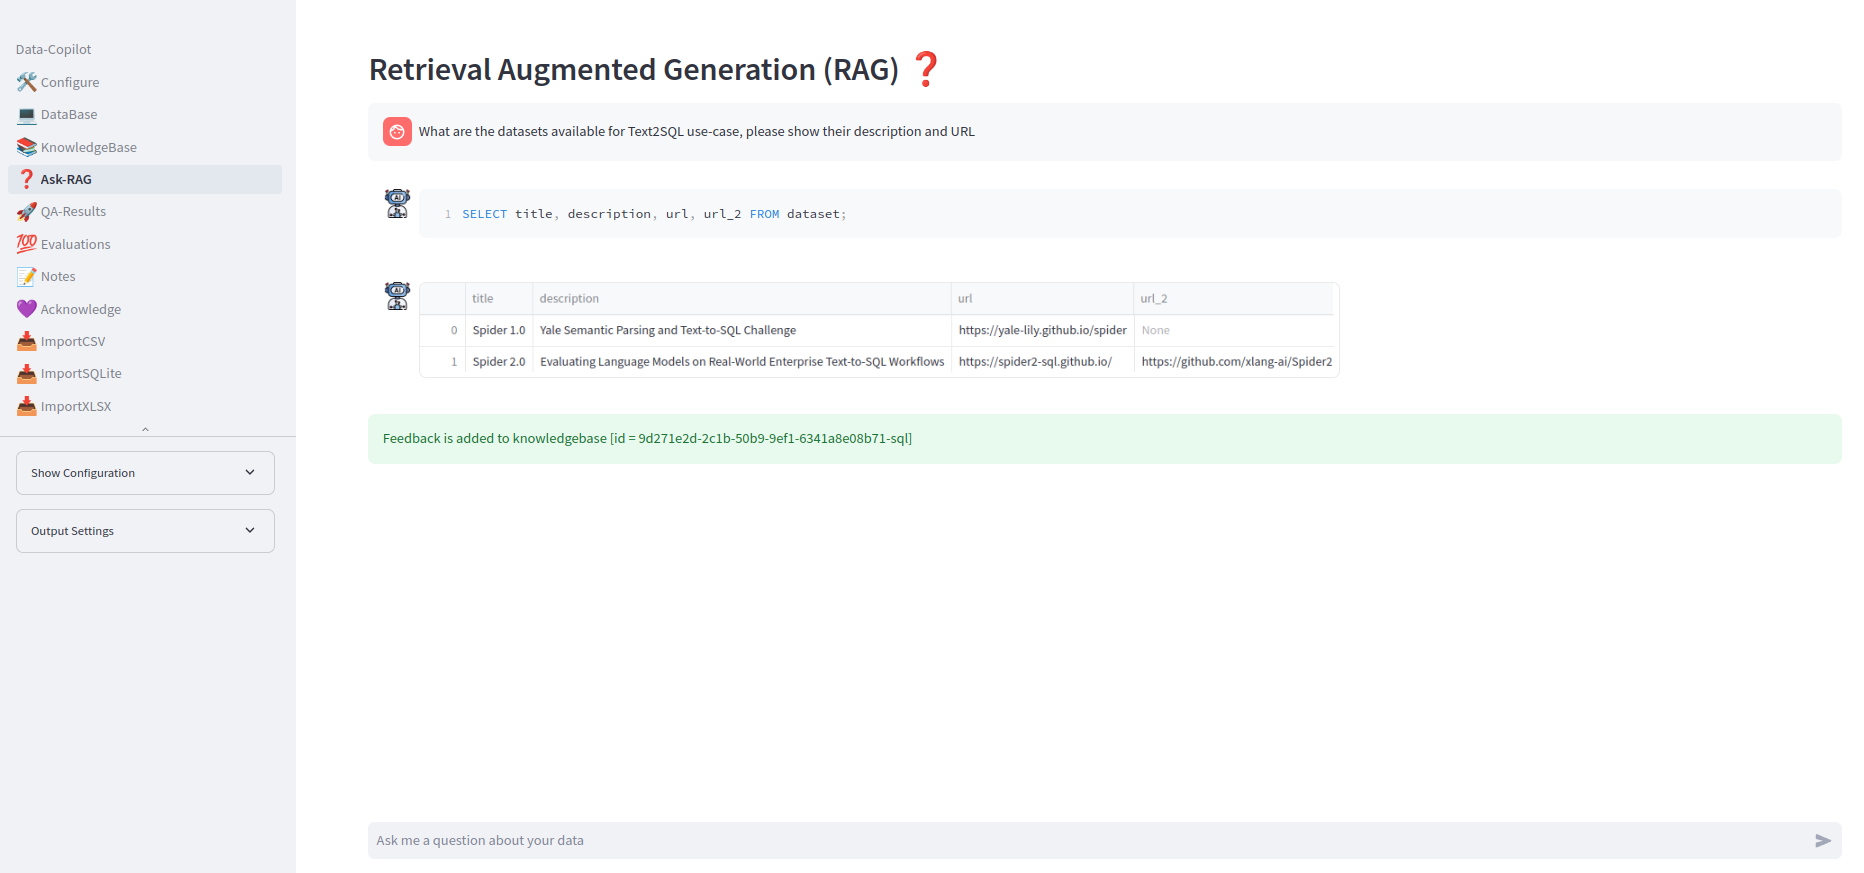 Data-Copilot
Configure
DataBase
KnowledgeBase
Ask-RAG
QA-Results
Evaluations
Notes
Acknowledge
ImportCSV
ImportSQLite
ImportXLSX
Show Configuration
Output Settings
Retrieval Augmented Generation (RAG) ❓
What are the datasets available for Text2SQL use-case, please show their description and URL
1 SELECT title, description, url, url_2 FROM dataset;
title description url url_2
0 Spider 1.0 Yale Semantic Parsing and Text-to-SQL Challenge https://yale-lily.github.io/spider None
1 Spider 2.0 Evaluating Language Models on Real-World Enterprise Text-to-SQL Workflows https://spider2-sql.github.io/ https://github.com/xlang-ai/Spider2
Feedback is added to knowledgebase [id = 9d271e2d-2c1b-50b9-9ef1-6341a8e08b71-sql]
Ask me a question about your data